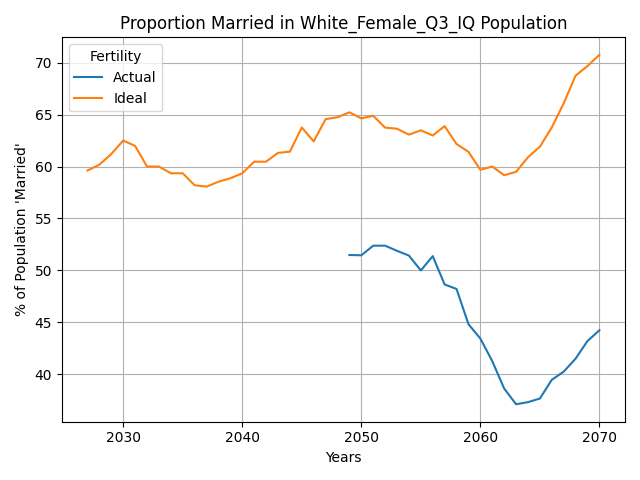 Proportion Married in White_Female_Q3_IQ Population
Fertility
Actual
Ideal
% of Population 'Married'
70
65
60
55
50
45
40
2030 2040 2050 2060 2070
Years